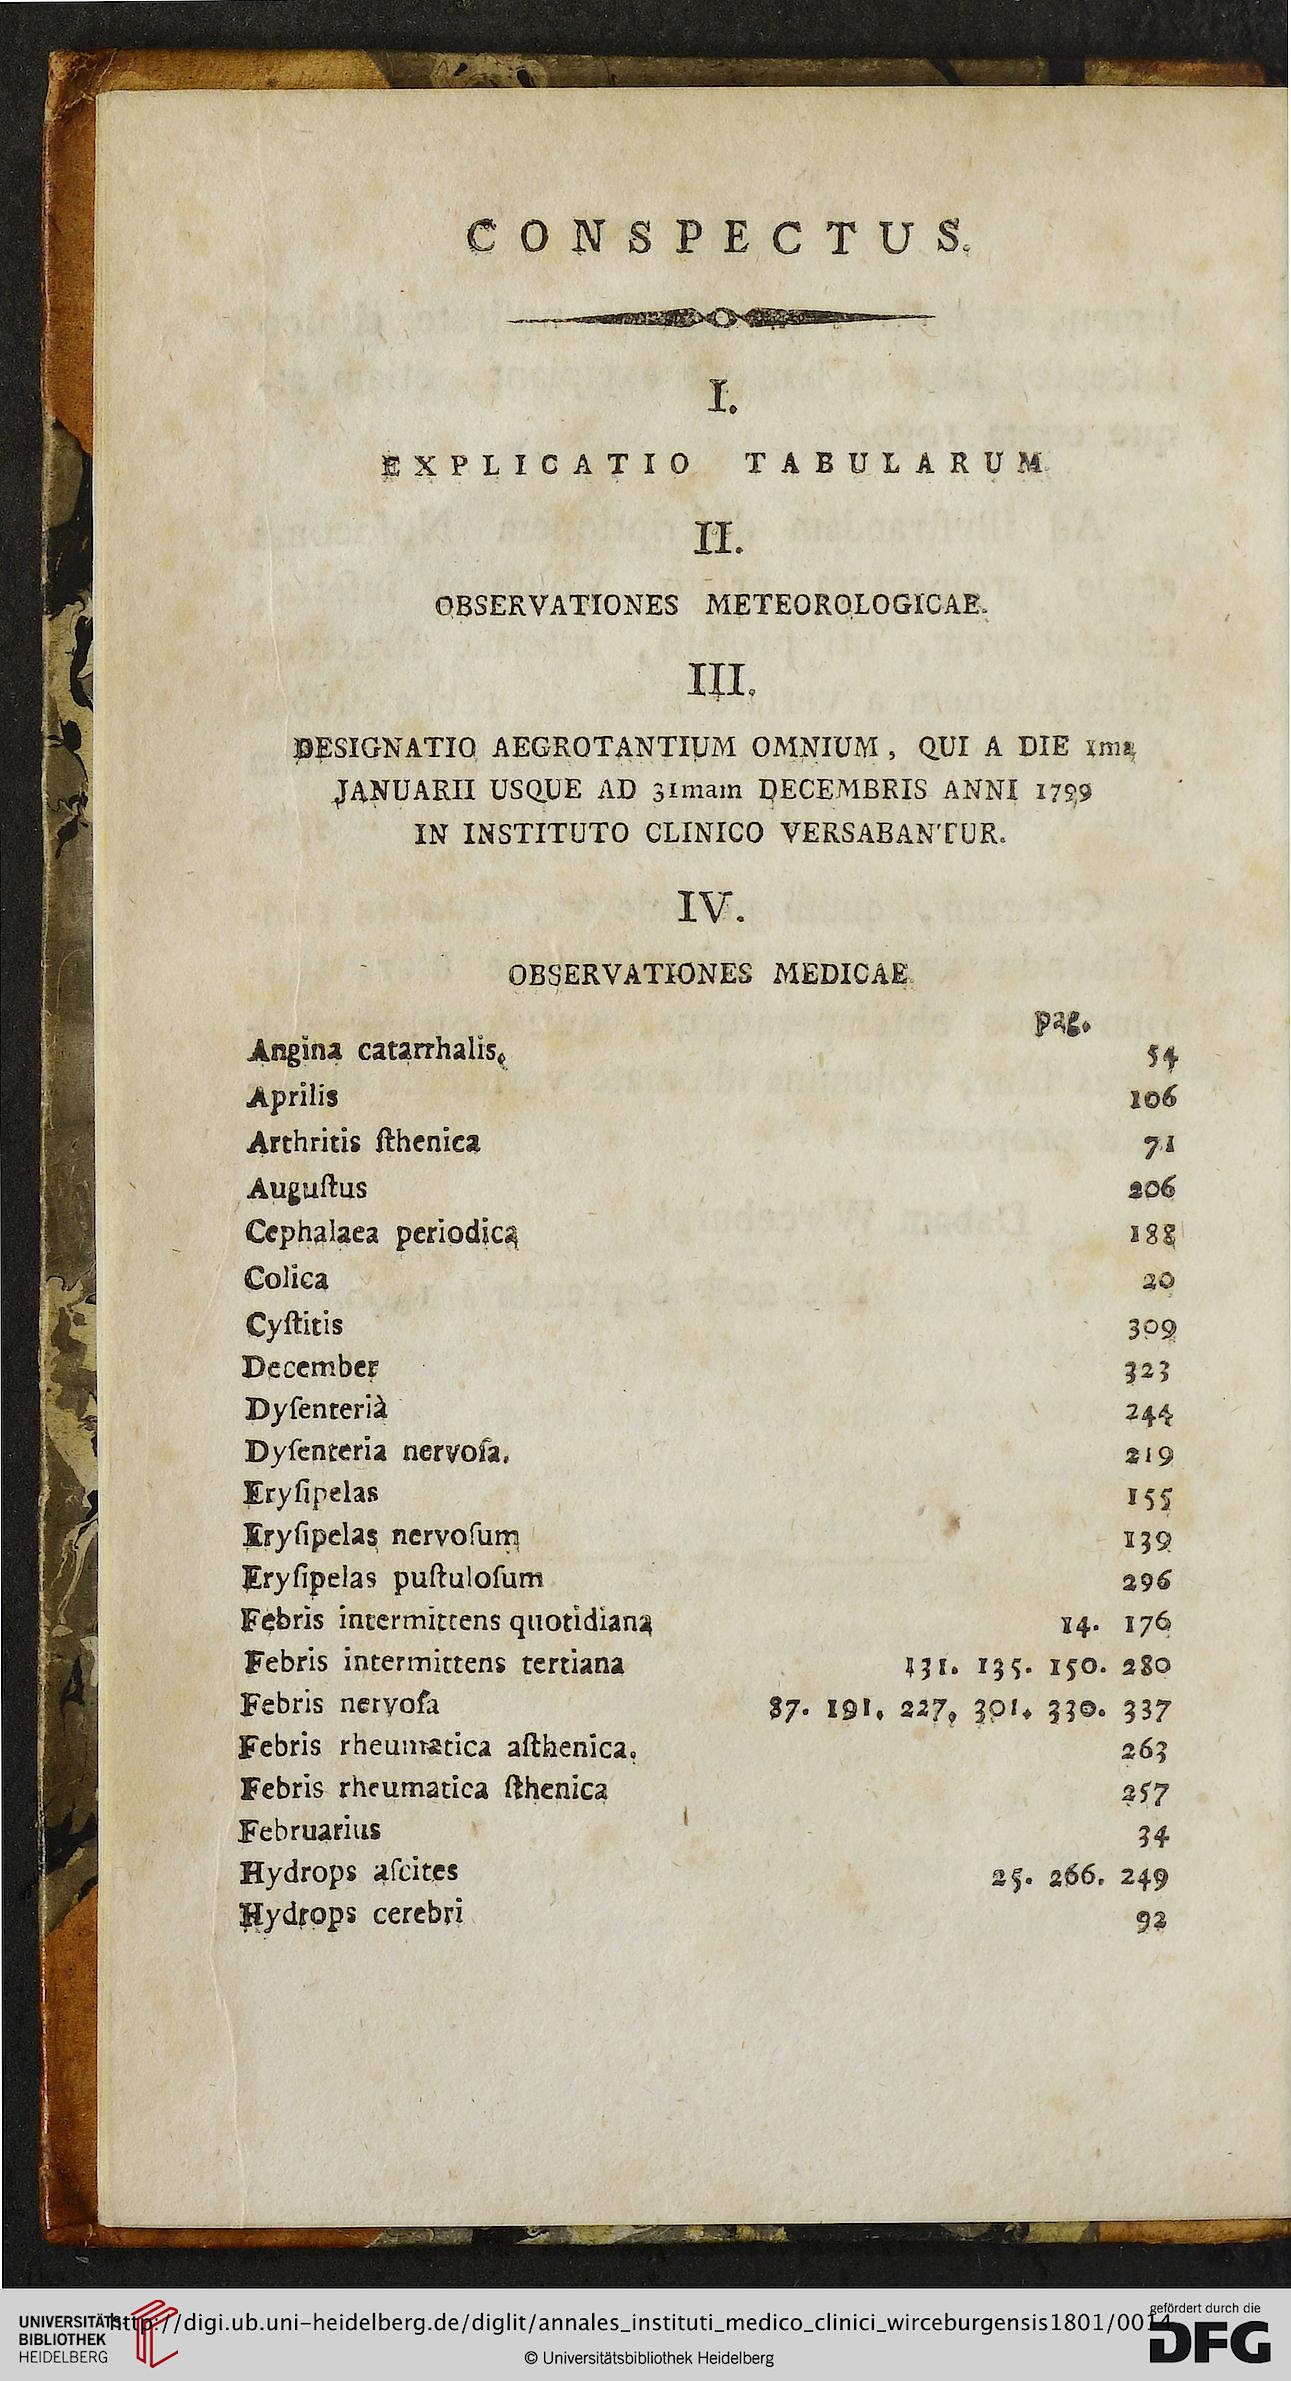 CONSPECTUS.
I.
EXPLICATIO TABULARUM
II.
OBSERVATIONES METEOROLOGICAE.
III.
DESIGNATIO AEGROTANTIUM OMNIUM, QUI A DIE 1ma
JANUARII USQUE AD 31mam DECEMBRIS ANNI 1799
IN INSTITUTO CLINICO VERSABANTUR.
IV.
OBSERVATIONES MEDICAE
pag.
Angina catarrhalis. 54
Aprilis 106
Arthritis ſthenica 71
Auguſtus 206
Cephalaea periodica 188
Colica 20
Cyſtitis 309
December 323
Dyſenterià 244
Dyſenteria nervoſa. 219
Eryſipelas 155
Eryſipelas nervoſum 139
Eryſipelas puſtuloſum 296
Febris intermittens quotidiana 14. 176
Febris intermittens tertiana 131. 135. 150. 280
Febris nervoſa 87. 191. 227. 301. 330. 337
Febris rheumatica aſthenica. 263
Febris rheumatica ſthenica 257
Februarius 34
Hydrops aſcites 25. 266. 249
Hydrops cerebri 92
UNIVERSITÄTS-
BIBLIOTHEK
HEIDELBERG
http://digi.ub.uni-heidelberg.de/diglit/annales_instituti_medico_clinici_wirceburgensis1801/0014
© Universitätsbibliothek Heidelberg
gefördert durch die
DFG